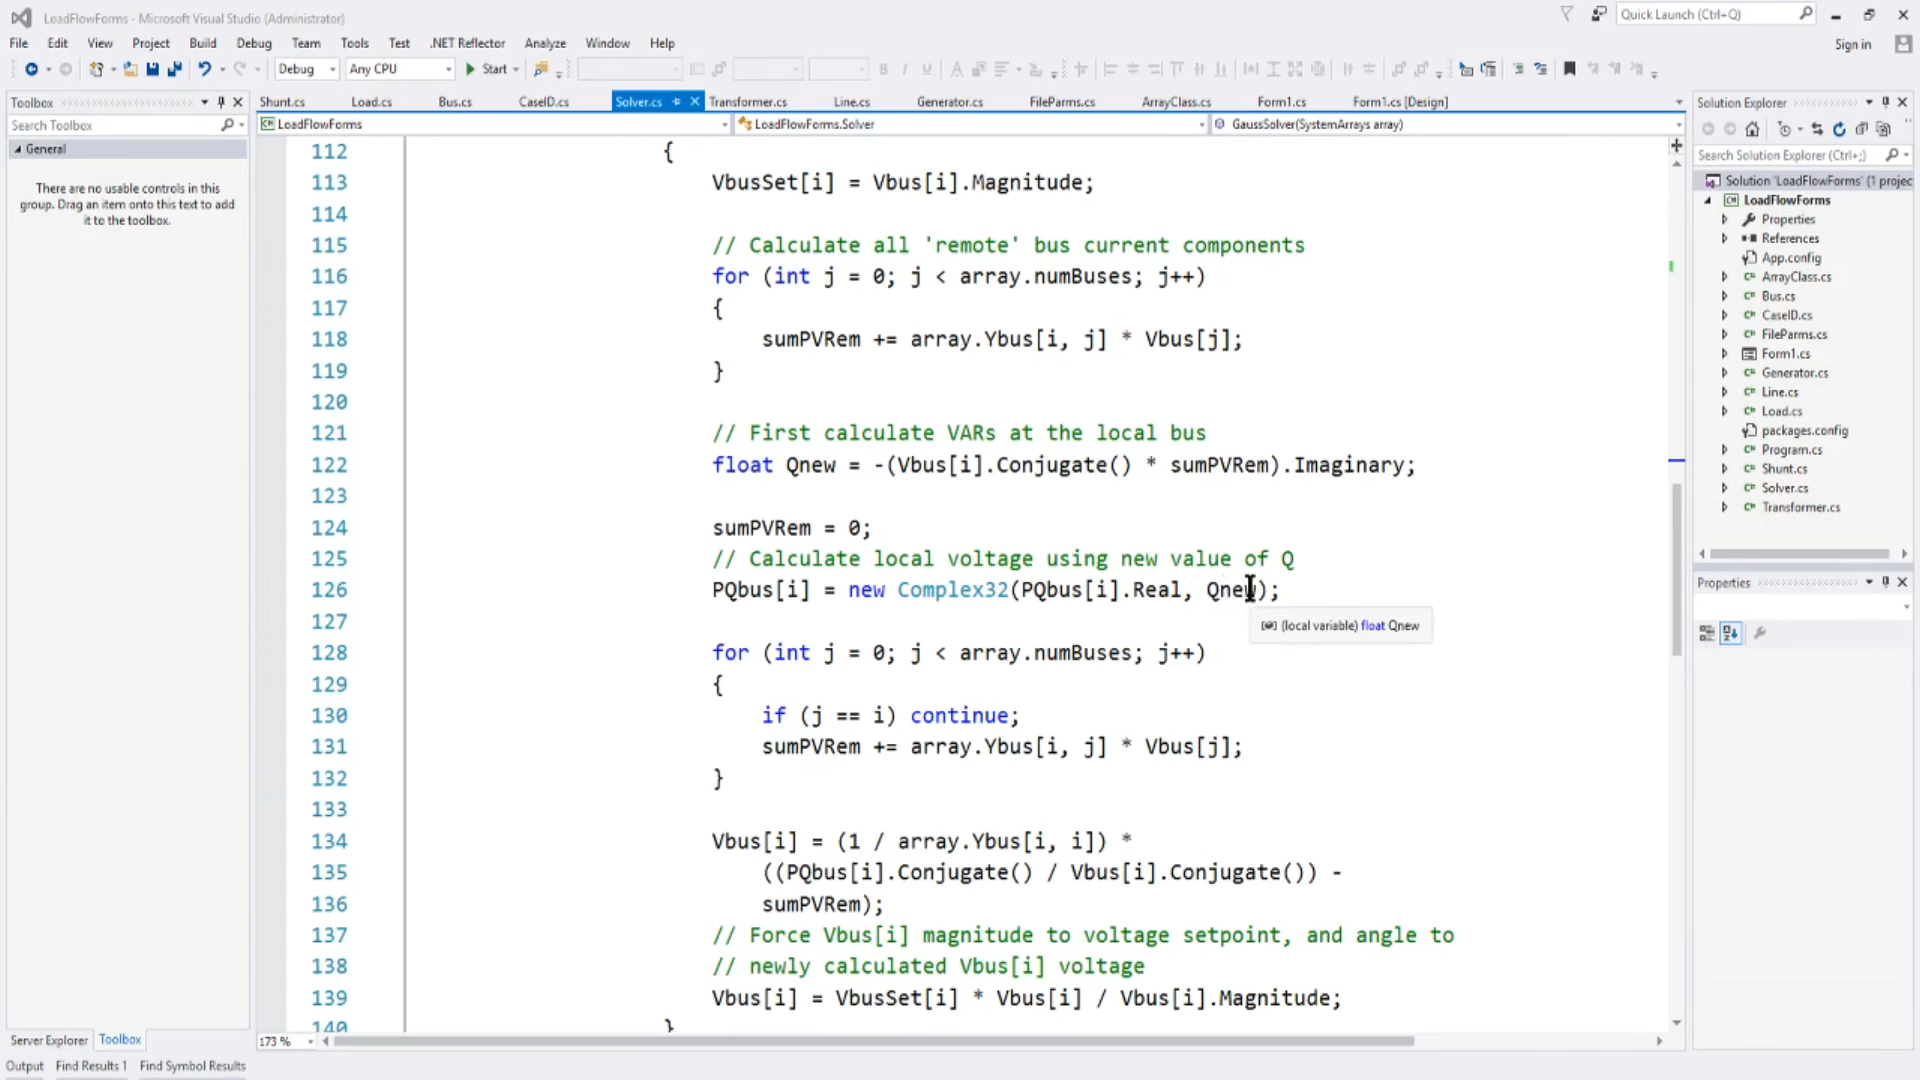 LoadFlowForms - Microsoft Visual Studio (Administrator)
Quick Launch (Ctrl+Q)
File Edit View Project Build Debug Team Tools Test .NET Reflector Analyze Window Help
Sign in
Debug Any CPU Start
Toolbox
Shunt.cs Load.cs Bus.cs CaseID.cs Solver.cs Transformer.cs Line.cs Generator.cs FileParms.cs ArrayClass.cs Form1.cs Form1.cs [Design]
Solution Explorer
Search Toolbox
LoadFlowForms LoadFlowForms.Solver GaussSolver(SystemArrays array)
General
There are no usable controls in this
group. Drag an item onto this text to add
it to the toolbox.
112 {
113 VbusSet[i] = Vbus[i].Magnitude;
114
115 // Calculate all 'remote' bus current components
116 for (int j = 0; j < array.numBuses; j++)
117 {
118 sumPVRem += array.Ybus[i, j] * Vbus[j];
119 }
120
121 // First calculate VARs at the local bus
122 float Qnew = -(Vbus[i].Conjugate() * sumPVRem).Imaginary;
123
124 sumPVRem = 0;
125 // Calculate local voltage using new value of Q
126 PQbus[i] = new Complex32(PQbus[i].Real, Qnew);
(local variable) float Qnew
127
128 for (int j = 0; j < array.numBuses; j++)
129 {
130 if (j == i) continue;
131 sumPVRem += array.Ybus[i, j] * Vbus[j];
132 }
133
134 Vbus[i] = (1 / array.Ybus[i, i]) *
135 ((PQbus[i].Conjugate() / Vbus[i].Conjugate()) -
136 sumPVRem);
137 // Force Vbus[i] magnitude to voltage setpoint, and angle to
138 // newly calculated Vbus[i] voltage
139 Vbus[i] = VbusSet[i] * Vbus[i] / Vbus[i].Magnitude;
140 }
173 %
Search Solution Explorer (Ctrl+;)
Solution 'LoadFlowForms' (1 projec
LoadFlowForms
Properties
References
App.config
ArrayClass.cs
Bus.cs
CaseID.cs
FileParms.cs
Form1.cs
Generator.cs
Line.cs
Load.cs
packages.config
Program.cs
Shunt.cs
Solver.cs
Transformer.cs
Properties
Server Explorer Toolbox
Output Find Results 1 Find Symbol Results